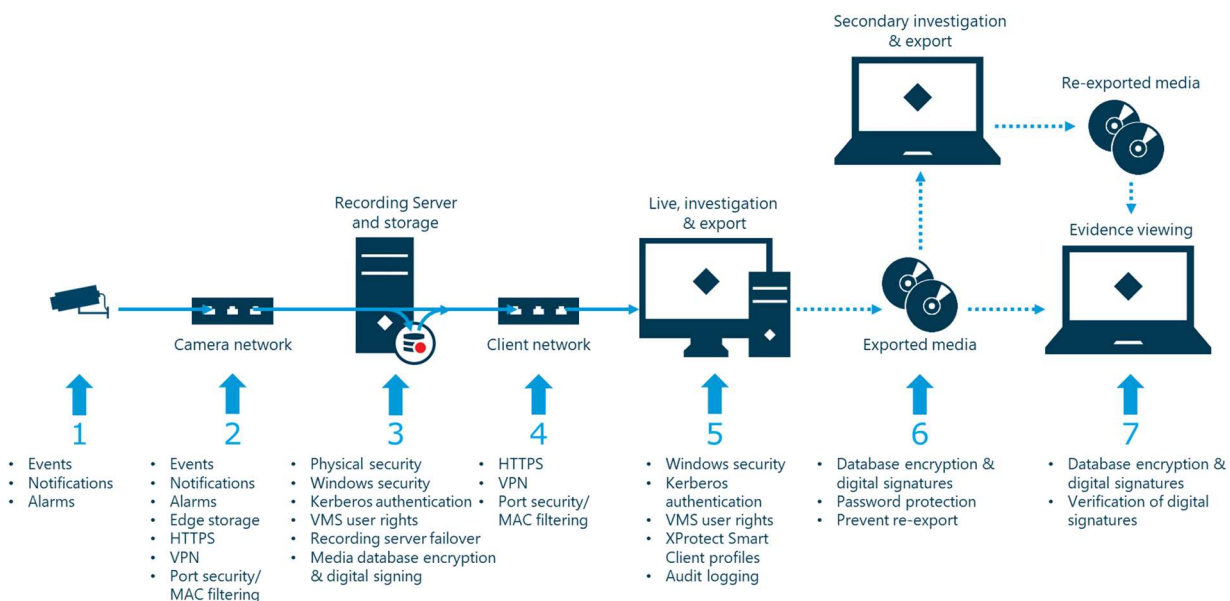 Secondary investigation
& export
Re-exported media
Recording Server
and storage
Live, investigation
& export
Evidence viewing
Camera network
Client network
Exported media
1
• Events
• Notifications
• Alarms
2
• Events
• Notifications
• Alarms
• Edge storage
• HTTPS
• VPN
• Port security/
MAC filtering
3
• Physical security
• Windows security
• Kerberos authentication
• VMS user rights
• Recording server failover
• Media database encryption
& digital signing
4
• HTTPS
• VPN
• Port security/
MAC filtering
5
• Windows security
• Kerberos
authentication
• VMS user rights
• XProtect Smart
Client profiles
• Audit logging
6
• Database encryption &
digital signatures
• Password protection
• Prevent re-export
7
• Database encryption &
digital signatures
• Verification of digital
signatures